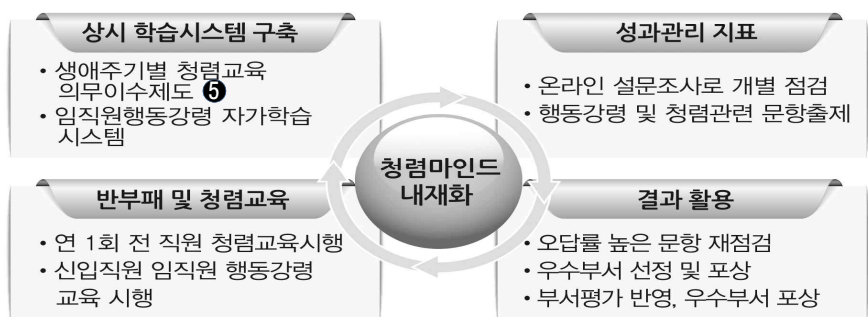 상시 학습시스템 구축
• 생애주기별 청렴교육
의무이수제도 ❺
• 임직원행동강령 자가학습
시스템
성과관리 지표
• 온라인 설문조사로 개별 점검
• 행동강령 및 청렴관련 문항출제
청렴마인드
내재화
반부패 및 청렴교육
• 연 1회 전 직원 청렴교육시행
• 신입직원 임직원 행동강령
교육 시행
결과 활용
• 오답률 높은 문항 재점검
• 우수부서 선정 및 포상
• 부서평가 반영, 우수부서 포상